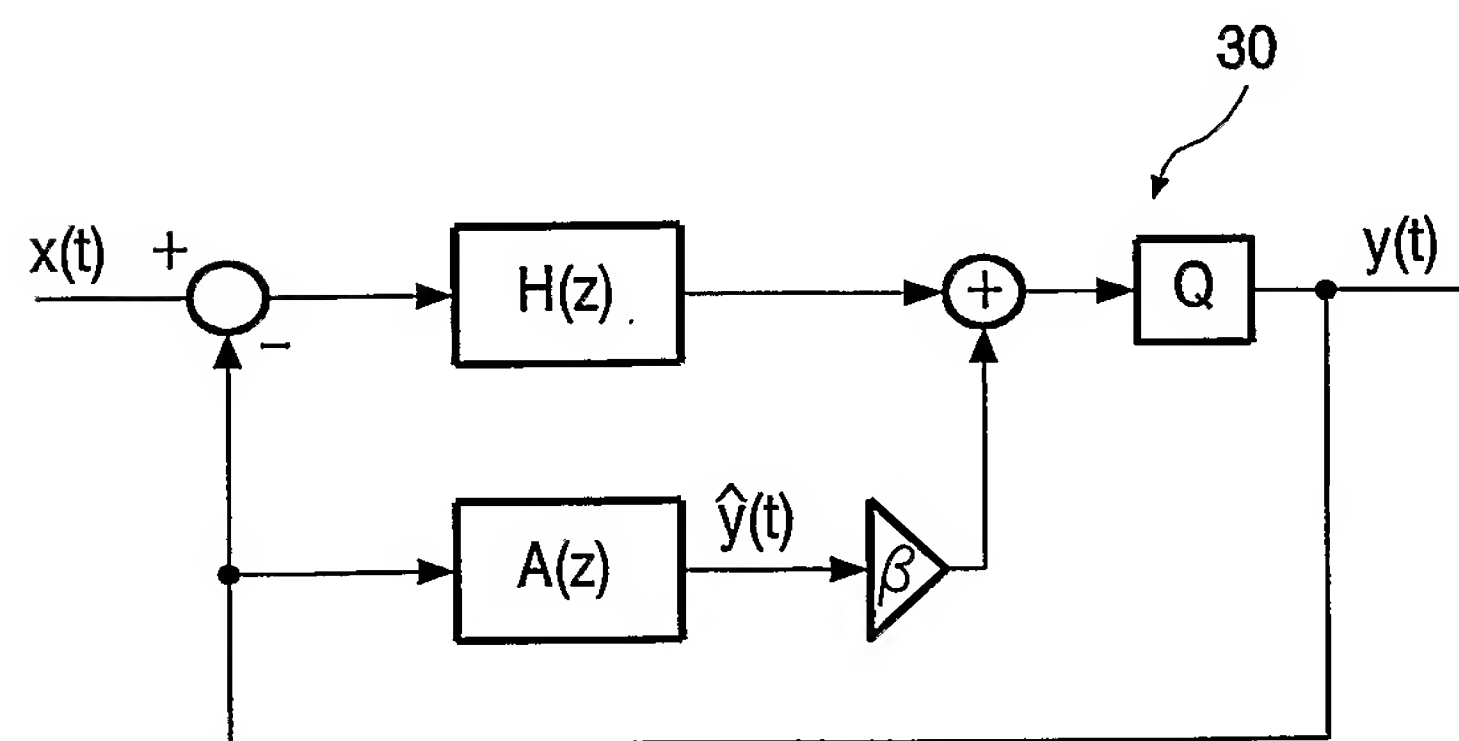 30
x(t) +
H(z)
+
Q
y(t)
−
A(z)
ŷ(t)
β